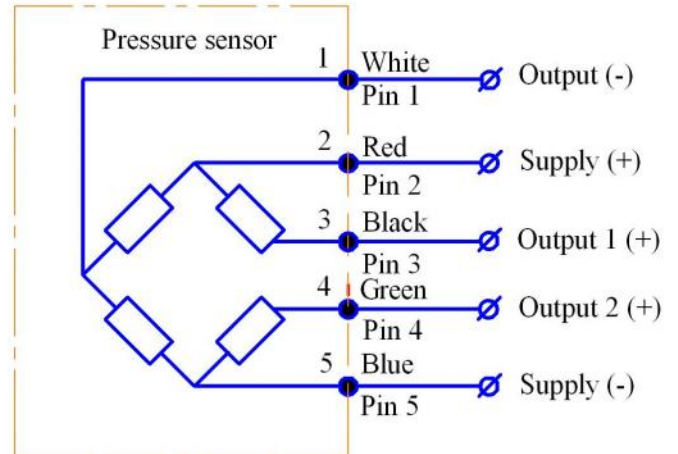 Pressure sensor
1 White Output (-)
Pin 1
2 Red Supply (+)
Pin 2
3 Black Output 1 (+)
Pin 3
4 Green Output 2 (+)
Pin 4
5 Blue Supply (-)
Pin 5